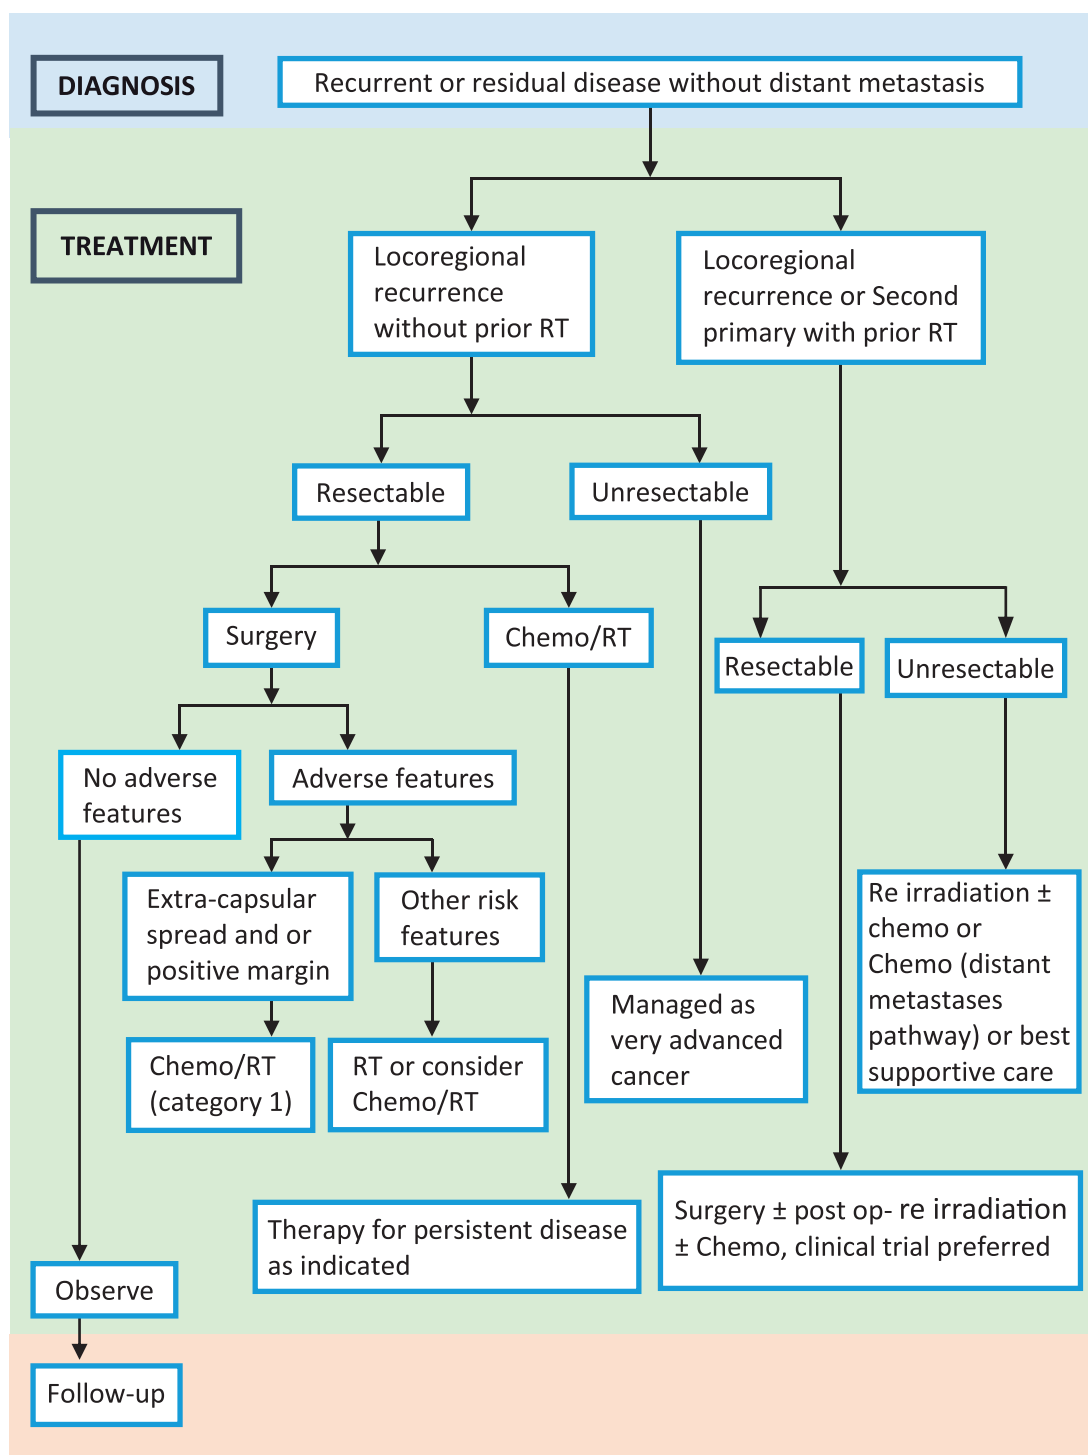 DIAGNOSIS
Recurrent or residual disease without distant metastasis
TREATMENT
Locoregional
recurrence
without prior RT
Locoregional
recurrence or Second
primary with prior RT
Resectable
Unresectable
Surgery
Chemo/RT
Resectable
Unresectable
No adverse
features
Adverse features
Extra-capsular
spread and or
positive margin
Other risk
features
Re irradiation ±
chemo or
Chemo (distant
metastases
pathway) or best
supportive care
Managed as
very advanced
cancer
Chemo/RT
(category 1)
RT or consider
Chemo/RT
Therapy for persistent disease
as indicated
Surgery ± post op- re irradiation
± Chemo, clinical trial preferred
Observe
Follow-up